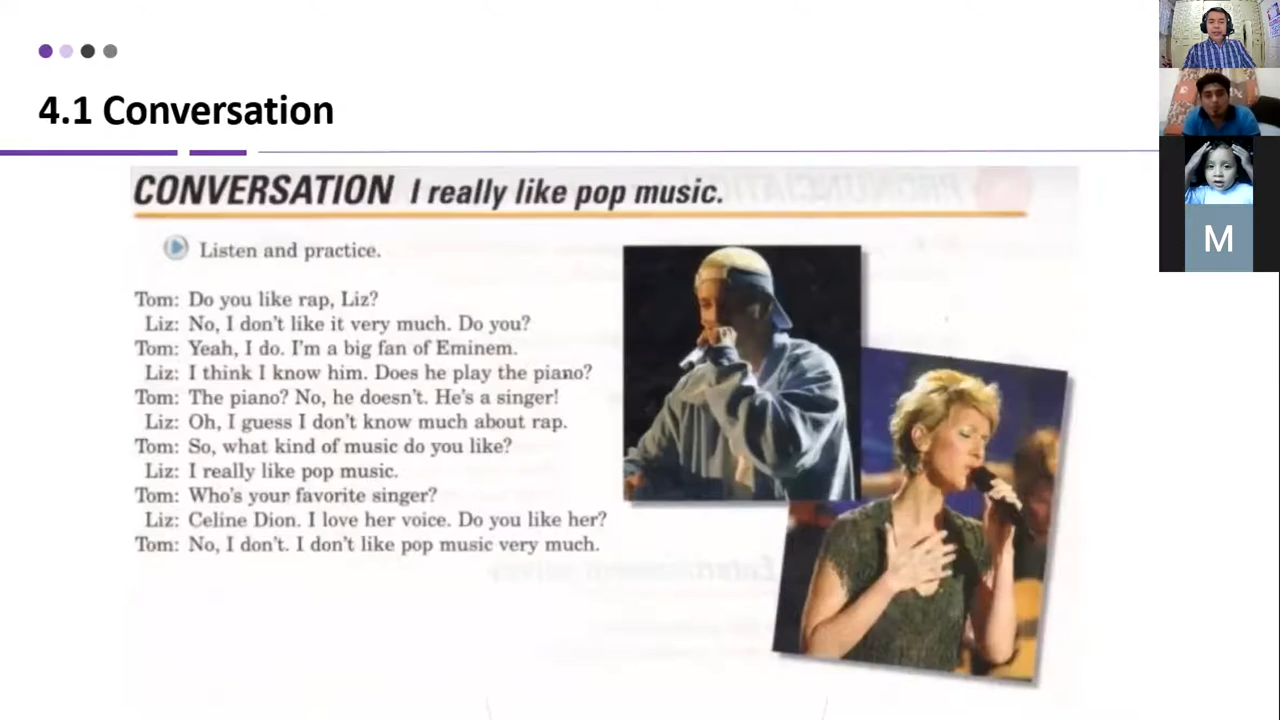 4.1 Conversation
CONVERSATION I really like pop music.
Listen and practice.
Tom: Do you like rap, Liz?
Liz: No, I don't like it very much. Do you?
Tom: Yeah, I do. I'm a big fan of Eminem.
Liz: I think I know him. Does he play the piano?
Tom: The piano? No, he doesn't. He's a singer!
Liz: Oh, I guess I don't know much about rap.
Tom: So, what kind of music do you like?
Liz: I really like pop music.
Tom: Who's your favorite singer?
Liz: Celine Dion. I love her voice. Do you like her?
Tom: No, I don't. I don't like pop music very much.
M